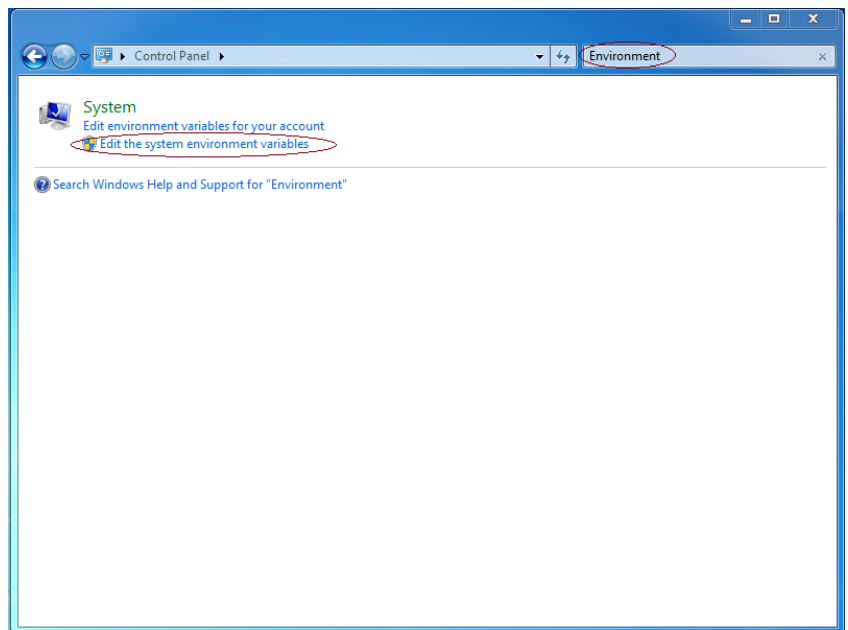 Control Panel
Environment
System
Edit environment variables for your account
Edit the system environment variables
Search Windows Help and Support for "Environment"